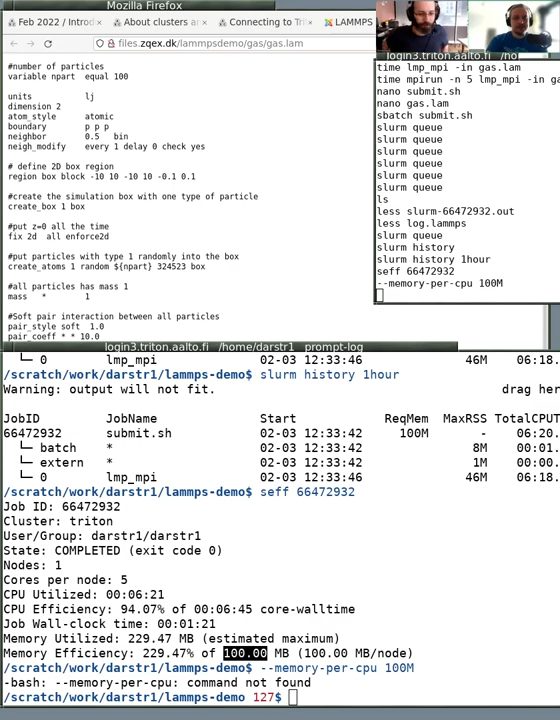 Mozilla Firefox
Feb 2022 / Introd × About clusters a × Connecting to Tri × LAMMPS
files.zqex.dk/lammpsdemo/gas/gas.lam
#number of particles
variable npart equal 100
units lj
dimension 2
atom_style atomic
boundary p p p
neighbor 0.5 bin
neigh_modify every 1 delay 0 check yes
# define 2D box region
region box block -10 10 -10 10 -0.1 0.1
#create the simulation box with one type of particle
create_box 1 box
#put z=0 all the time
fix 2d all enforce2d
#put particles with type 1 randomly into the box
create_atoms 1 random ${npart} 324523 box
#all particles has mass 1
mass * 1
#Soft pair interaction between all particles
pair_style soft 1.0
pair_coeff * * 10.0
login3.triton.aalto.fi /ho
time lmp_mpi -in gas.lam
time mpirun -n 5 lmp_mpi -in ga
nano submit.sh
nano gas.lam
sbatch submit.sh
slurm queue
slurm queue
slurm queue
slurm queue
slurm queue
ls
less slurm-66472932.out
less log.lammps
slurm queue
slurm history
slurm history 1hour
seff 66472932
--memory-per-cpu 100M
login3.triton.aalto.fi /home/darstr1 prompt-log
└─ 0 lmp_mpi 02-03 12:33:46 46M 06:18.
/scratch/work/darstr1/lammps-demo$ slurm history 1hour
Warning: output will not fit. drag her
JobID JobName Start ReqMem MaxRSS TotalCPUT
66472932 submit.sh 02-03 12:33:42 100M - 06:20.
└─ batch * 02-03 12:33:42 8M 00:01.
└─ extern * 02-03 12:33:42 1M 00:00.
└─ 0 lmp_mpi 02-03 12:33:46 46M 06:18.
/scratch/work/darstr1/lammps-demo$ seff 66472932
Job ID: 66472932
Cluster: triton
User/Group: darstr1/darstr1
State: COMPLETED (exit code 0)
Nodes: 1
Cores per node: 5
CPU Utilized: 00:06:21
CPU Efficiency: 94.07% of 00:06:45 core-walltime
Job Wall-clock time: 00:01:21
Memory Utilized: 229.47 MB (estimated maximum)
Memory Efficiency: 229.47% of 100.00 MB (100.00 MB/node)
/scratch/work/darstr1/lammps-demo$ --memory-per-cpu 100M
-bash: --memory-per-cpu: command not found
/scratch/work/darstr1/lammps-demo 127$